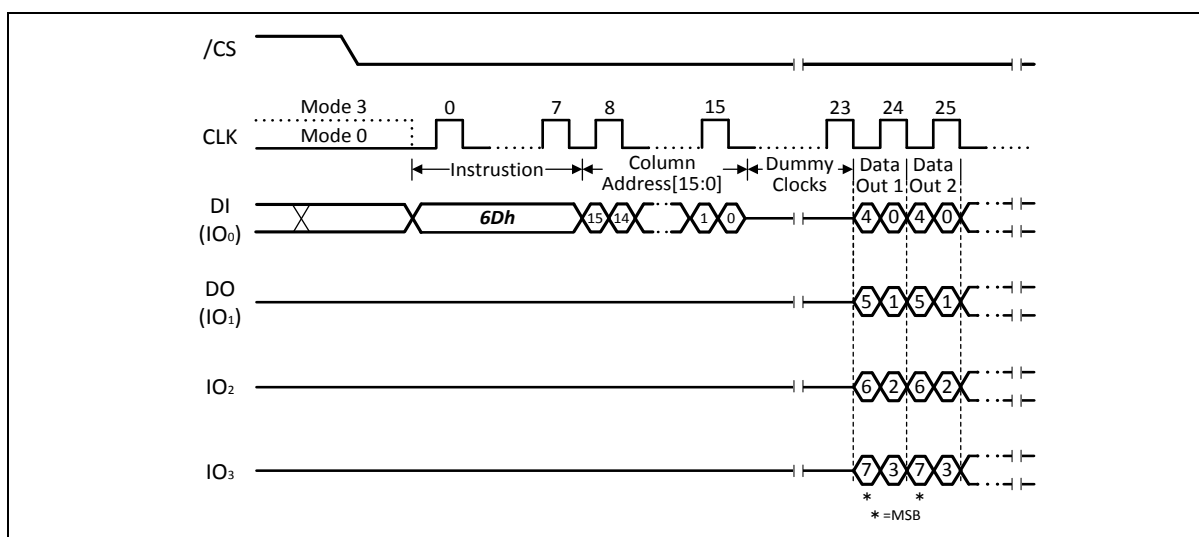 /CS
Mode 3 0 7 8 15 23 24 25
CLK Mode 0
Instrustion Column Address[15:0] Dummy Clocks Data Out 1 Data Out 2
DI (IO0) 6Dh 15 14 1 0 4 0 4 0
DO (IO1) 5 1 5 1
IO2 6 2 6 2
IO3 7 3 7 3
* *
* =MSB